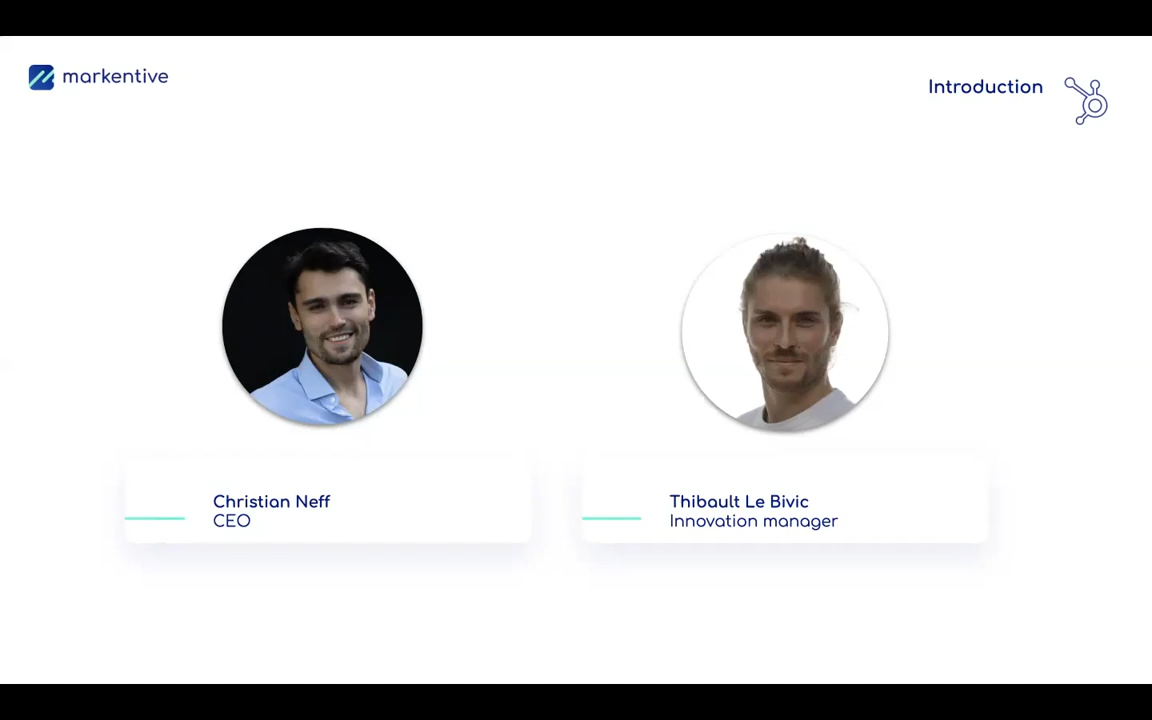 markentive
Introduction
Christian Neff
CEO
Thibault Le Bivic
Innovation manager